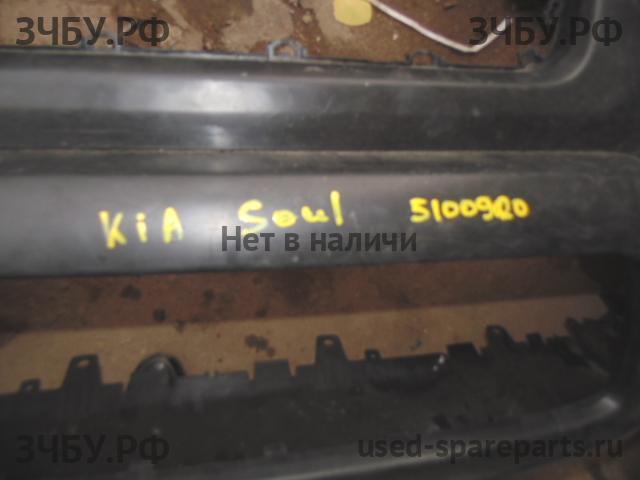 ЗЧБУ.РФ ЗЧБУ.РФ
KiA Soul 5100920
Нет в наличи
ЗЧБУ.РФ used-spareparts.ru